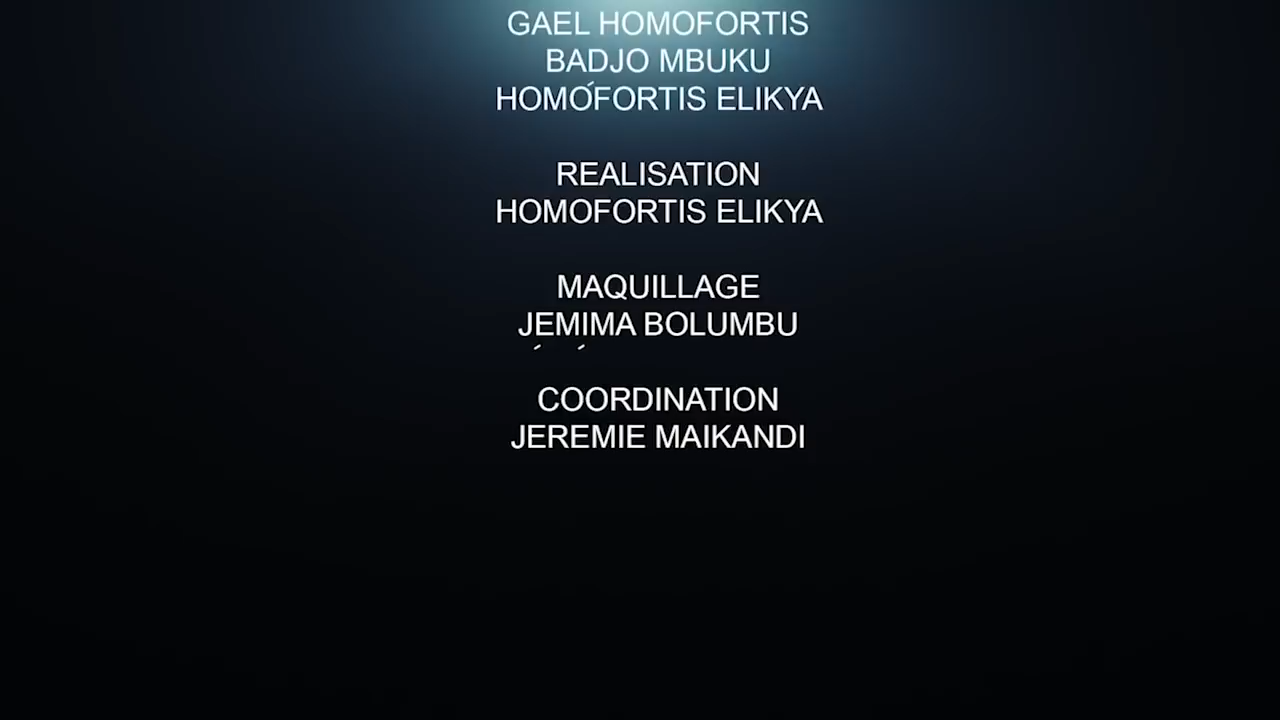 GAEL HOMOFORTIS
BADJO MBUKU
HOMOFORTIS ELIKYA
REALISATION
HOMOFORTIS ELIKYA
MAQUILLAGE
JEMIMA BOLUMBU
COORDINATION
JEREMIE MAIKANDI